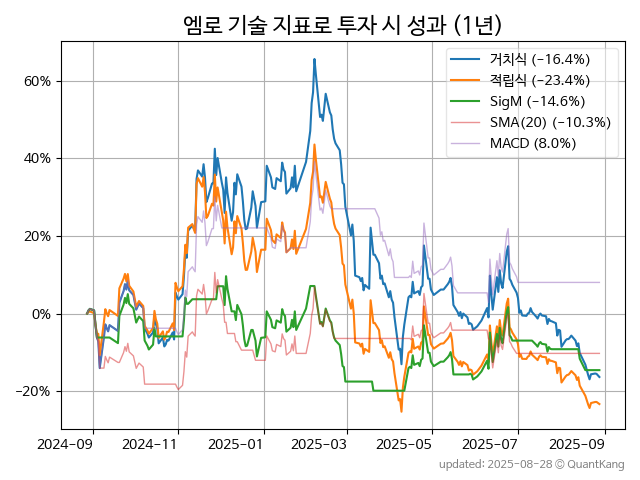 엠로 기술 지표로 투자 시 성과 (1년)
거치식 (−16.4%)
적립식 (−23.4%)
SigM (−14.6%)
SMA(20) (−10.3%)
MACD (8.0%)
60%
40%
20%
0%
−20%
2024-09 2024-11 2025-01 2025-03 2025-05 2025-07 2025-09
updated: 2025-08-28 © QuantKang